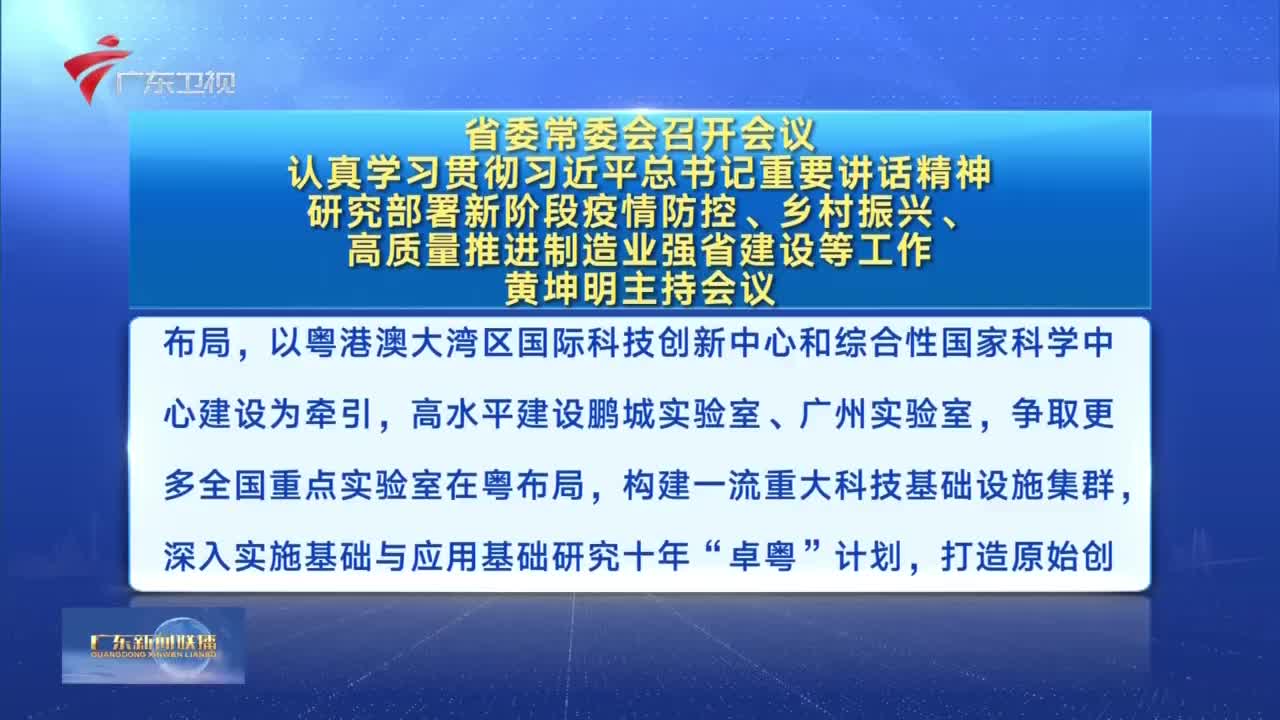 广东卫视
省委常委会召开会议
认真学习贯彻习近平总书记重要讲话精神
研究部署新阶段疫情防控、乡村振兴、
高质量推进制造业强省建设等工作
黄坤明主持会议
布局，以粤港澳大湾区国际科技创新中心和综合性国家科学中
心建设为牵引，高水平建设鹏城实验室、广州实验室，争取更
多全国重点实验室在粤布局，构建一流重大科技基础设施集群，
深入实施基础与应用基础研究十年“卓粤”计划，打造原始创
广东新闻联播
GUANGDONG XINWEN LIANBO